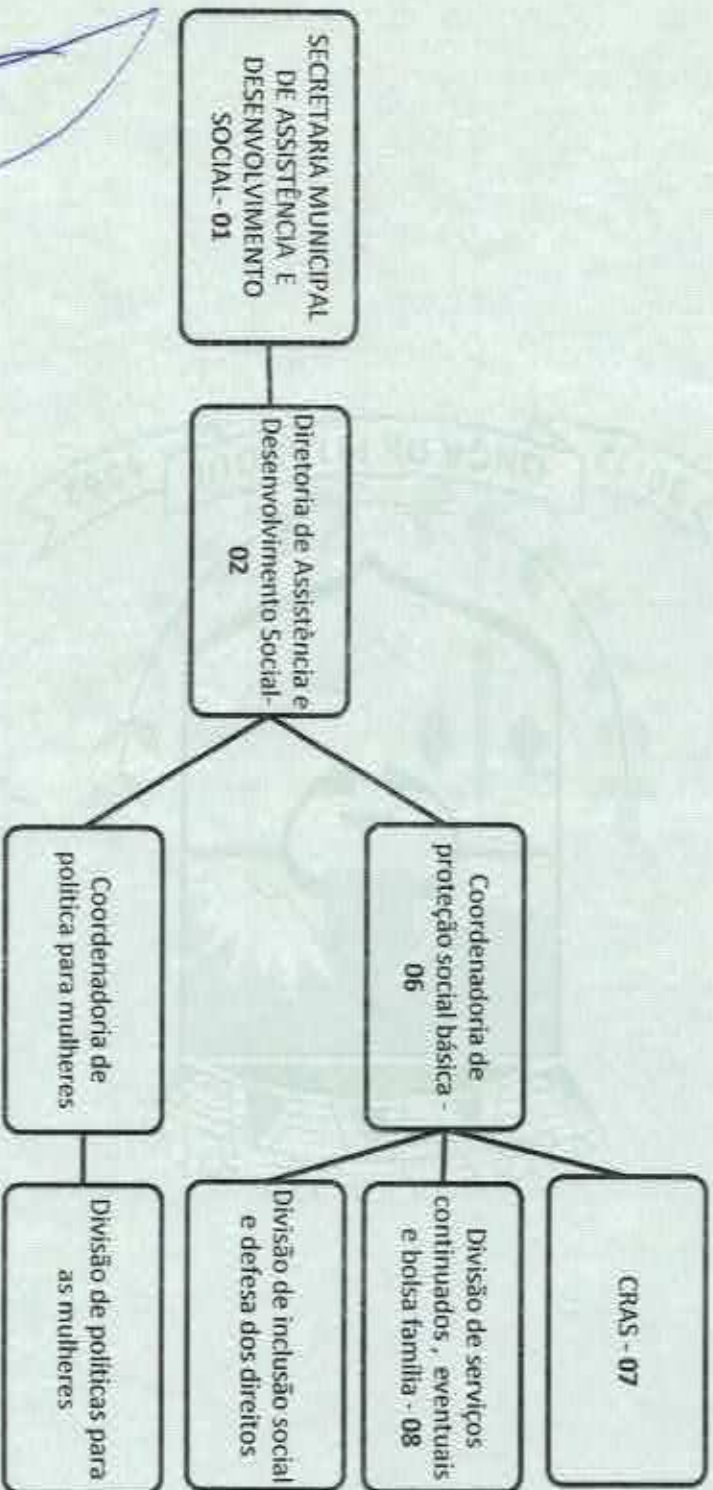 SECRETARIA MUNICIPAL
DE ASSISTÊNCIA E
DESENVOLVIMENTO
SOCIAL- 01
Diretoria de Assistência e
Desenvolvimento Social-
02
Coordenadoria de
proteção social básica -
06
CRAS - 07
Divisão de serviços
continuados , eventuais
e bolsa família - 08
Divisão de inclusão social
e defesa dos direitos
Coordenadoria de
política para mulheres
Divisão de políticas para
as mulheres